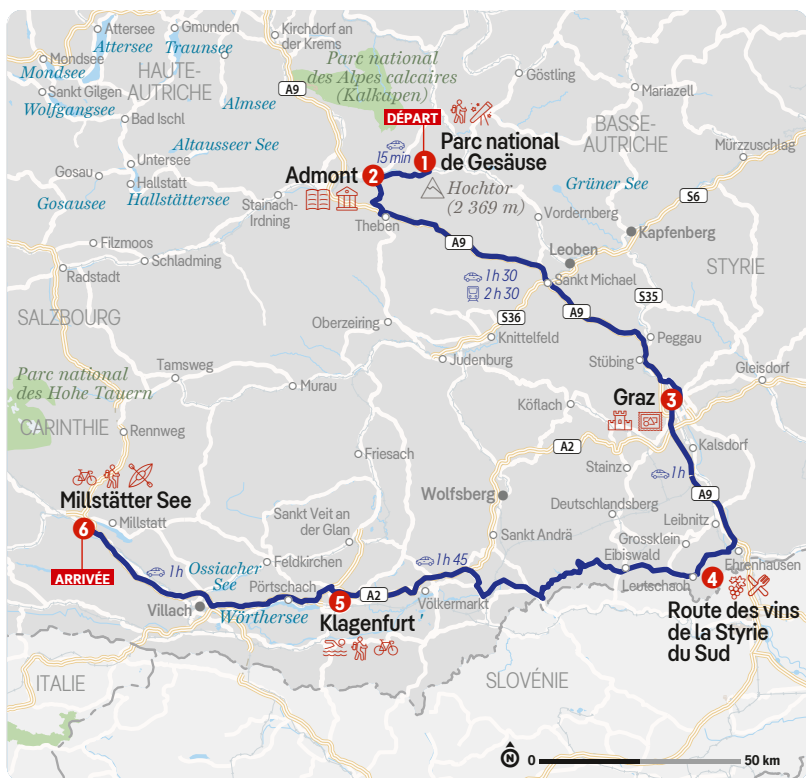 Attersee
Attersee
Gmunden
Traunsee
Kirchdorf an
der Krems
Mondsee
Mondsee
HAUTE-
AUTRICHE
Parc national
des Alpes calcaires
(Kalkapen)
Göstling
Sankt Gilgen
Wolfgangsee
Almsee
A9
Mariazell
Bad Ischl
DÉPART
BASSE-
AUTRICHE
Altausseer See
15 min
1
Parc national
de Gesäuse
Mürzzuschlag
Untersee
Gosau
Hallstatt
Hallstättersee
Gosausee
Admont
2
Hochtor
(2 369 m)
Grüner See
S6
Stainach-
Irdning
Vordernberg
Theben
Kapfenberg
Filzmoos
A9
Leoben
Schladming
Radstadt
1 h 30
2 h 30
Sankt Michael
STYRIE
SALZBOURG
Oberzeiring
S36
A9
S35
Knittelfeld
Peggau
Judenburg
Stübing
Tamsweg
Gleisdorf
Parc national
des Hohe Tauern
Murau
Graz
3
Köflach
CARINTHIE
Rennweg
A2
Kalsdorf
Friesach
Stainz
1 h
Millstätter See
Wolfsberg
A9
6
Millstatt
Sankt Veit an
der Glan
Deutschlandsberg
Leibnitz
Sankt Andrä
Grossklein
ARRIVÉE
1 h
Ossiacher
See
Feldkirchen
1 h 45
Eibiswald
Ehrenhausen
Pörtschach
A2
Leutschach
4
Villach
Wörthersee
5
Völkermarkt
Klagenfurt
Route des vins
de la Styrie
du Sud
ITALIE
SLOVÉNIE
N
0
50 km